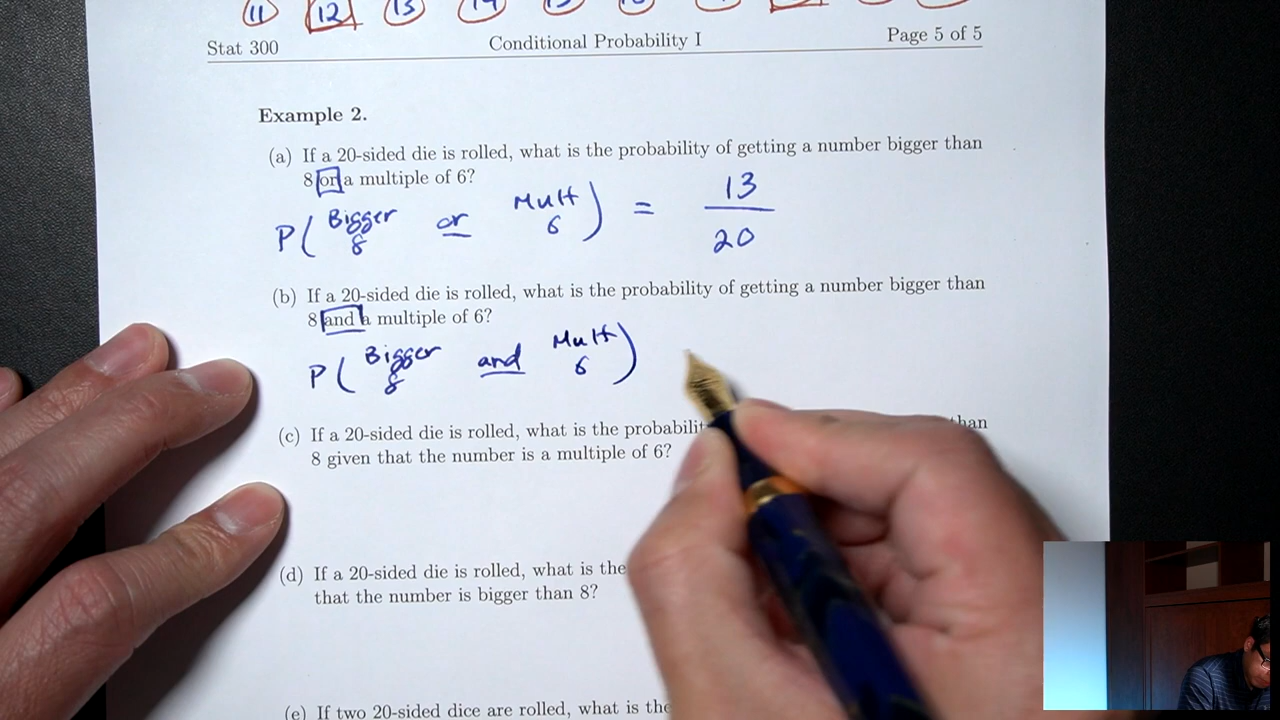 11 12 13 14
Stat 300 Conditional Probability I Page 5 of 5
Example 2.
(a) If a 20-sided die is rolled, what is the probability of getting a number bigger than
8 or a multiple of 6?
P( Bigger 8 or Mult 6 ) = 13/20
(b) If a 20-sided die is rolled, what is the probability of getting a number bigger than
8 and a multiple of 6?
P( Bigger 8 and Mult 6 )
(c) If a 20-sided die is rolled, what is the than
8 given that the number is a multiple of 6?
(d) If a 20-sided die is rolled, what is the
that the number is bigger than 8?
(e) If two 20-sided dice are rolled, what is the